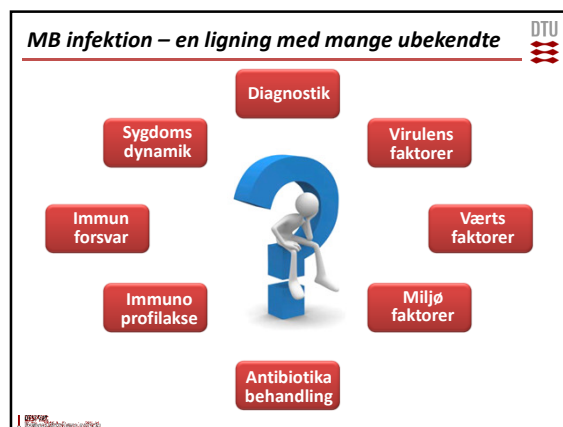 MB infektion – en ligning med mange ubekendte
DTU
Diagnostik
Sygdoms
dynamik
Virulens
faktorer
Immun
forsvar
Værts
faktorer
Immuno
profilakse
Miljø
faktorer
Antibiotika
behandling